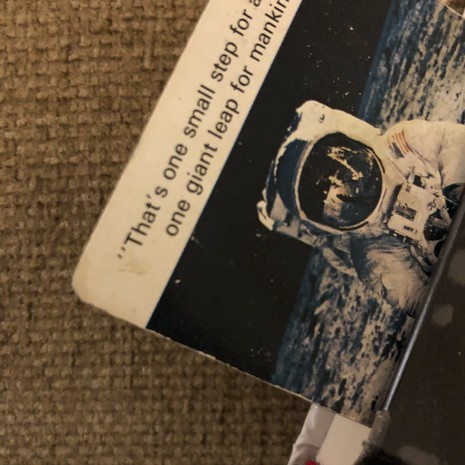 "That's one small step for a
one giant leap for mankin